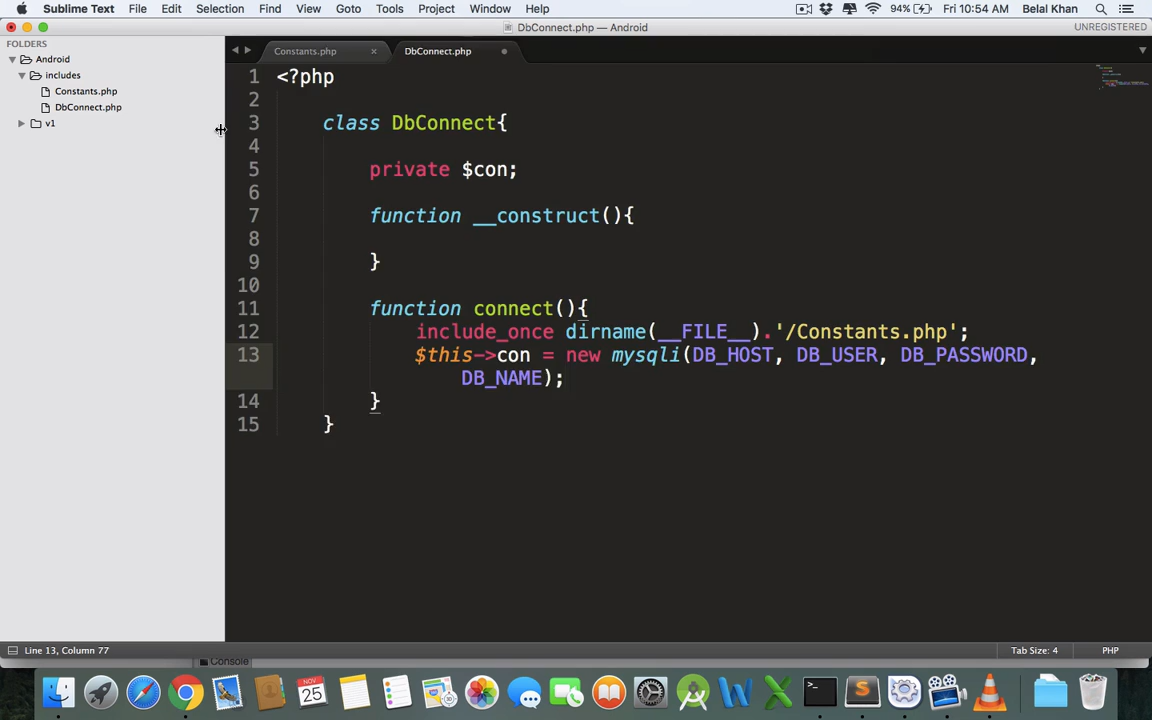 Sublime Text File Edit Selection Find View Goto Tools Project Window Help 94% Fri 10:54 AM Belal Khan
DbConnect.php — Android UNREGISTERED
FOLDERS
Android
includes
Constants.php
DbConnect.php
v1
Constants.php × DbConnect.php
1 <?php
2
3 class DbConnect{
4
5 private $con;
6
7 function __construct(){
8
9 }
10
11 function connect(){
12 include_once dirname(__FILE__).'/Constants.php';
13 $this->con = new mysqli(DB_HOST, DB_USER, DB_PASSWORD,
DB_NAME);
14 }
15 }
Line 13, Column 77 Tab Size: 4 PHP
Console
NOV
25